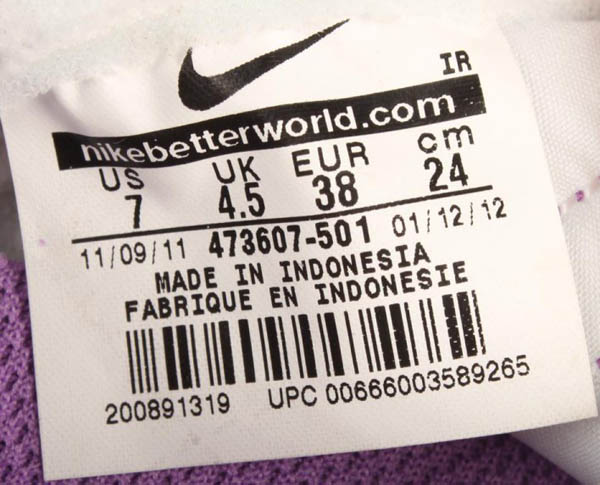 IR
nikebetterworld.com
US UK EUR cm
7 4.5 38 24
11/09/11 473607-501 01/12/12
MADE IN INDONESIA
FABRIQUE EN INDONESIE
200891319 UPC 00666003589265